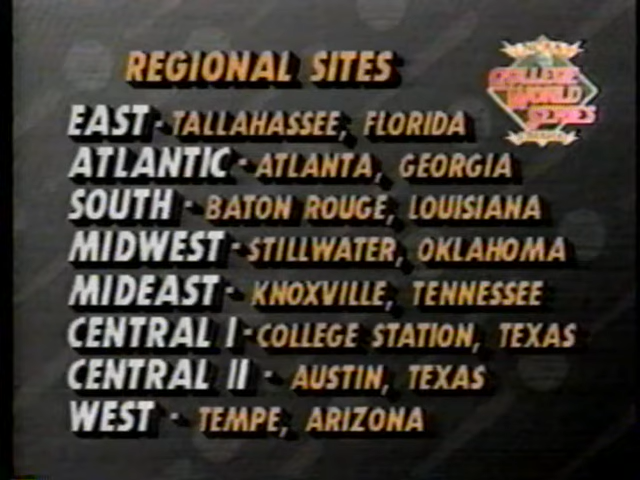 REGIONAL SITES
COLLEGE
WORLD
SERIES
EAST - TALLAHASSEE, FLORIDA
ATLANTIC - ATLANTA, GEORGIA
SOUTH - BATON ROUGE, LOUISIANA
MIDWEST - STILLWATER, OKLAHOMA
MIDEAST - KNOXVILLE, TENNESSEE
CENTRAL I - COLLEGE STATION, TEXAS
CENTRAL II - AUSTIN, TEXAS
WEST - TEMPE, ARIZONA